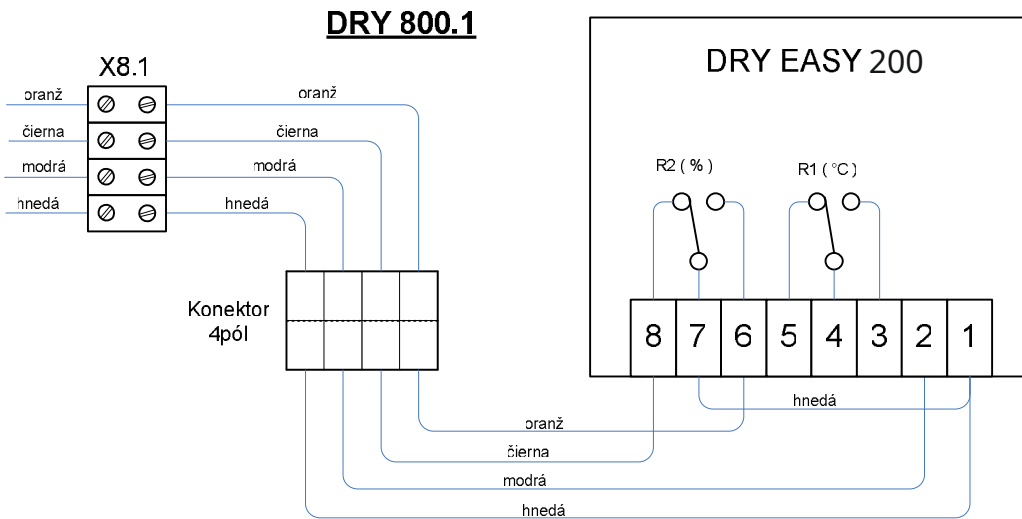 DRY 800.1
DRY EASY 200
X8.1
oranž
oranž
čierna
čierna
modrá
modrá
hnedá
hnedá
R2 ( % )
R1 ( °C )
Konektor
4pól
8 7 6 5 4 3 2 1
hnedá
oranž
čierna
modrá
hnedá